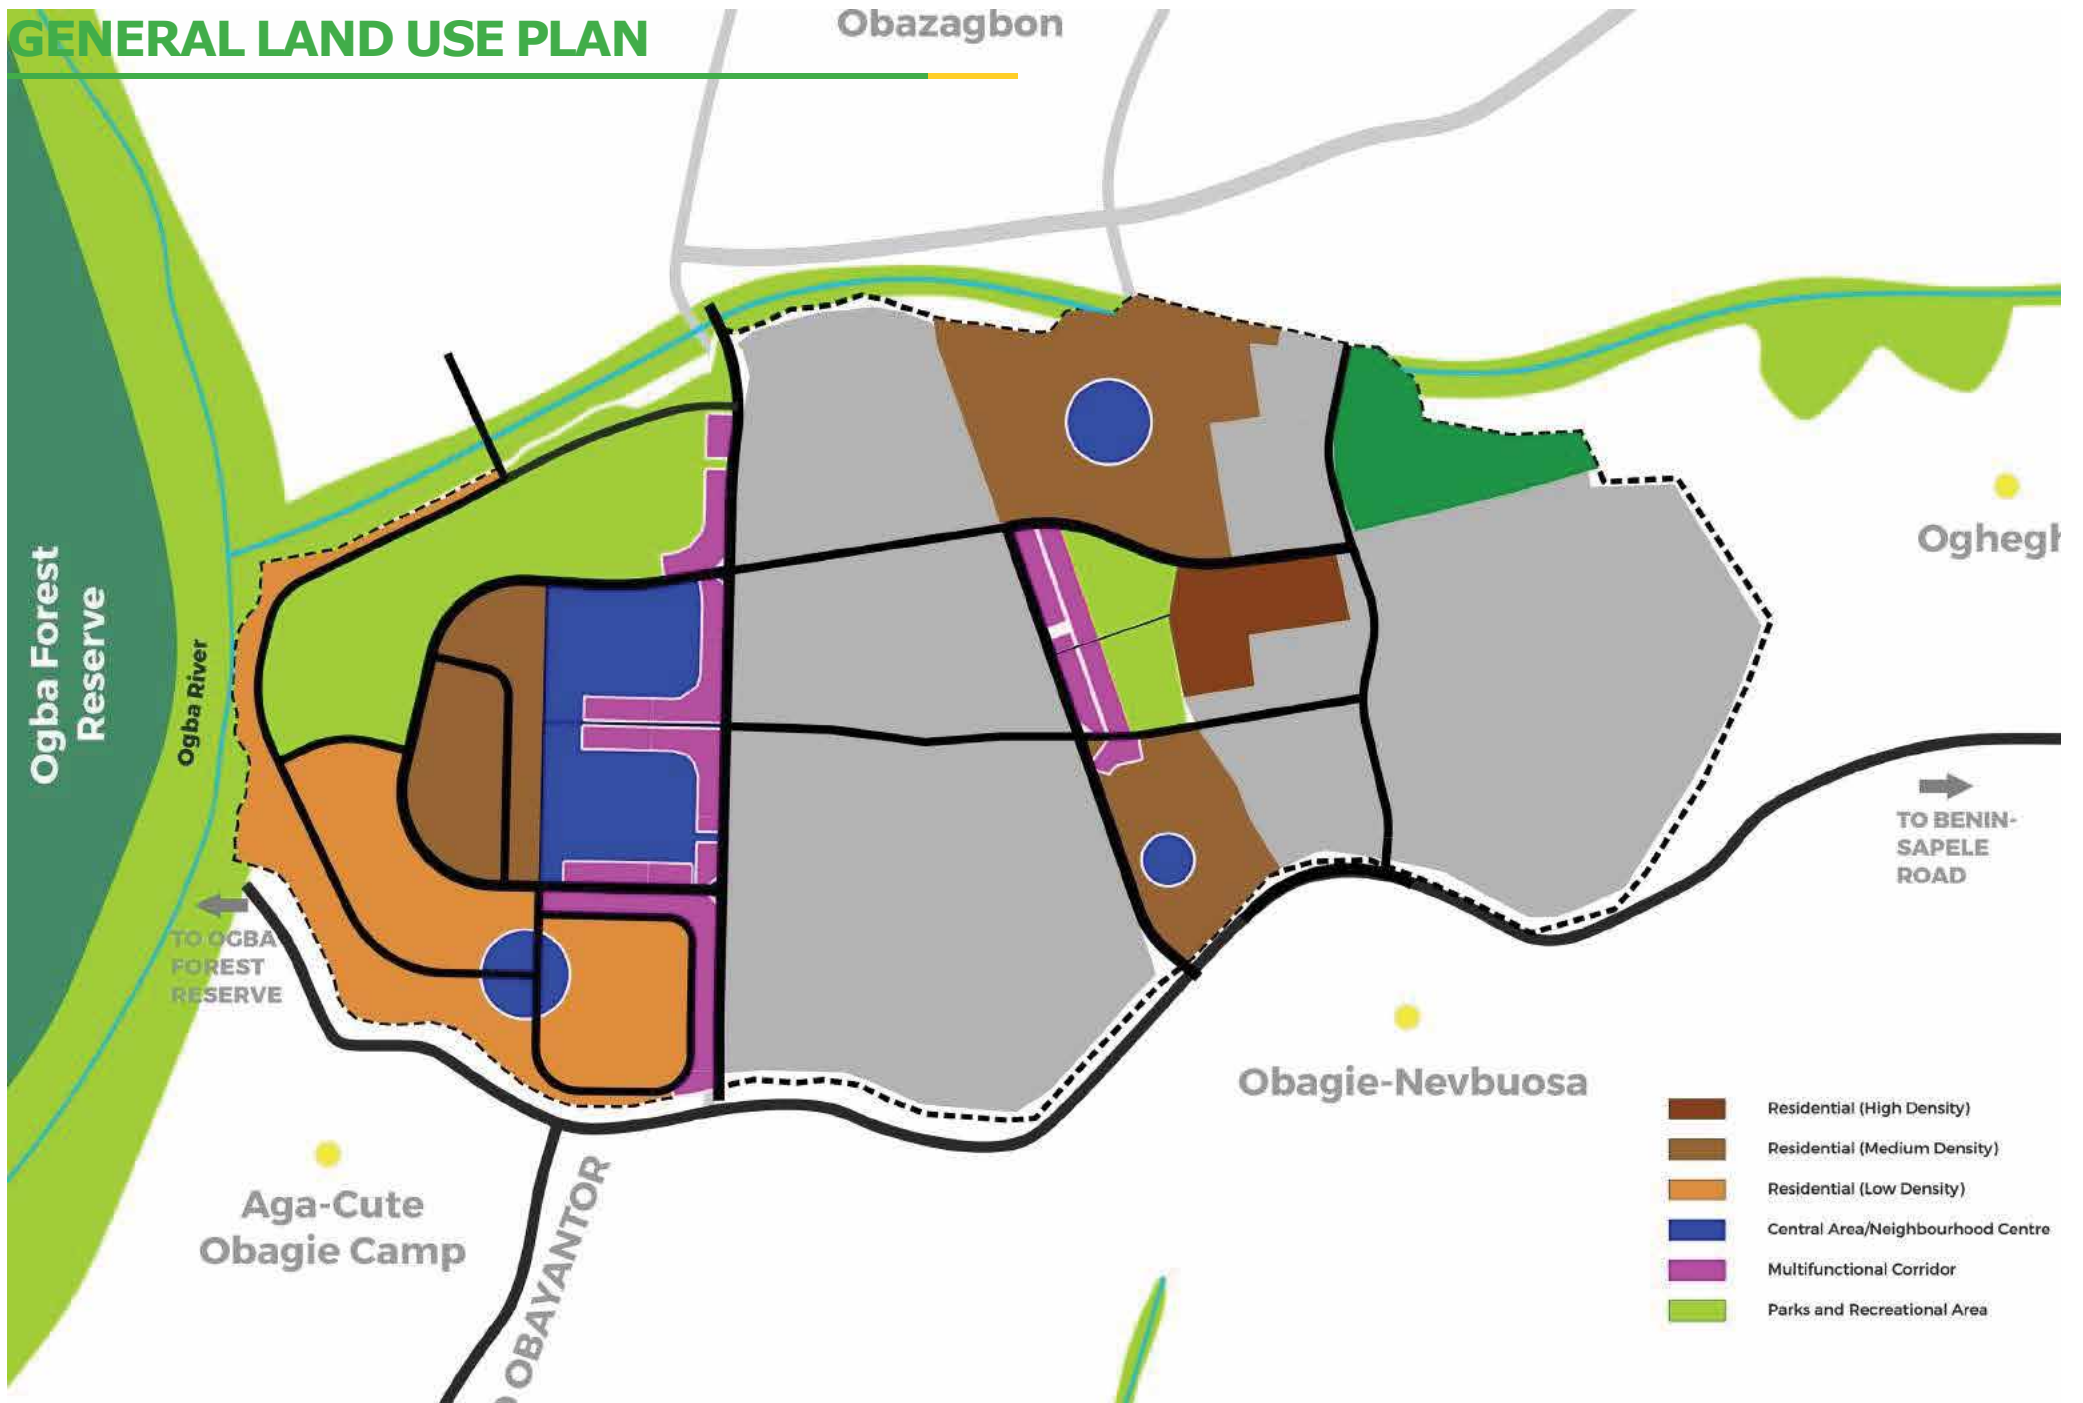 GENERAL LAND USE PLAN
Obazagbon
Ogba Forest
Reserve
Ogba River
TO OGBA
FOREST
RESERVE
Aga-Cute
Obagie Camp
OBAYANTOR
Obagie-Nevbuosa
TO BENIN-
SAPELE
ROAD
Residential (High Density)
Residential (Medium Density)
Residential (Low Density)
Central Area/Neighbourhood Centre
Multifunctional Corridor
Parks and Recreational Area